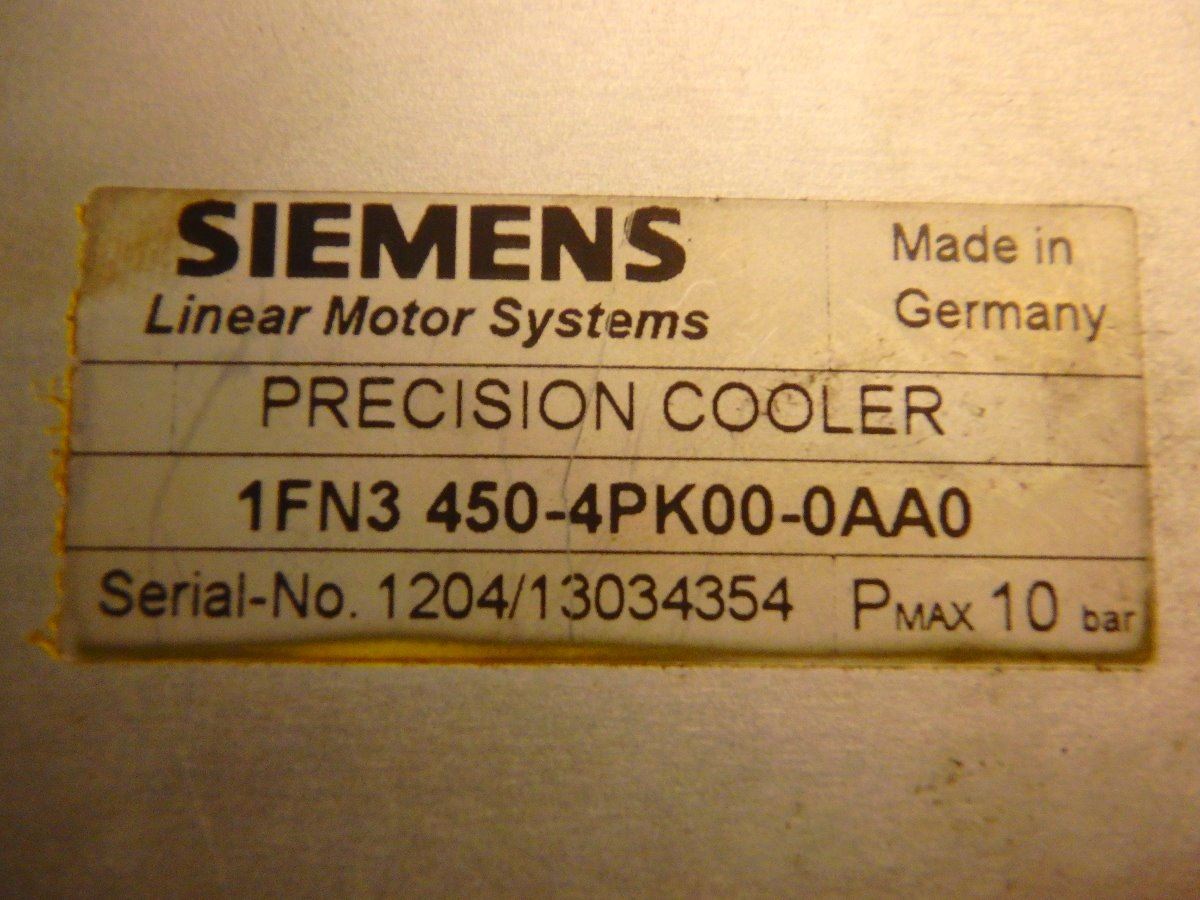 SIEMENS
Linear Motor Systems
Made in
Germany
PRECISION COOLER
1FN3 450-4PK00-0AA0
Serial-No. 1204/13034354 PMAX 10 bar